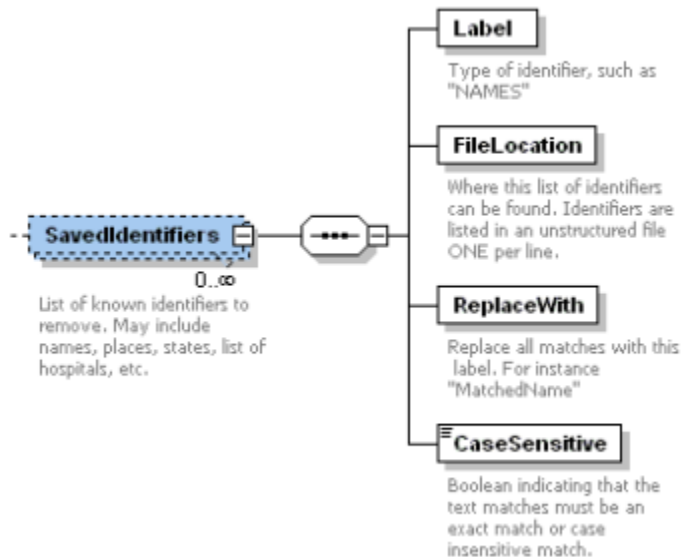 Label
Type of identifier, such as
"NAMES"
FileLocation
Where this list of identifiers
can be found. Identifiers are
listed in an unstructured file
ONE per line.
SavedIdentifiers
0..∞
List of known identifiers to
remove. May include
names, places, states, list of
hospitals, etc.
ReplaceWith
Replace all matches with this
label. For instance
"MatchedName"
CaseSensitive
Boolean indicating that the
text matches must be an
exact match or case
insensitive match.